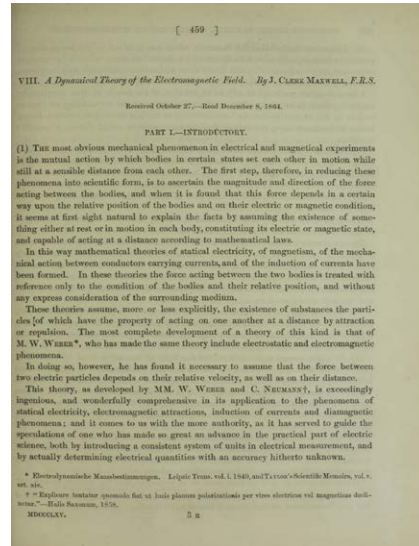 [ 459 ]
VIII. A Dynamical Theory of the Electromagnetic Field. By J. CLERK MAXWELL, F.R.S.
Received October 27,—Read December 8, 1864.
PART I.—INTRODUCTORY.
(1) THE most obvious mechanical phenomenon in electrical and magnetical experiments
is the mutual action by which bodies in certain states set each other in motion while
still at a sensible distance from each other. The first step, therefore, in reducing these
phenomena into scientific form, is to ascertain the magnitude and direction of the force
acting between the bodies, and when it is found that this force depends in a certain
way upon the relative position of the bodies and on their electric or magnetic condition,
it seems at first sight natural to explain the facts by assuming the existence of some-
thing either at rest or in motion in each body, constituting its electric or magnetic state,
and capable of acting at a distance according to mathematical laws.
In this way mathematical theories of statical electricity, of magnetism, of the mecha-
nical action between conductors carrying currents, and of the induction of currents have
been formed. In these theories the force acting between the two bodies is treated with
reference only to the condition of the bodies and their relative position, and without
any express consideration of the surrounding medium.
These theories assume, more or less explicitly, the existence of substances the parti-
cles of which have the property of acting on one another at a distance by attraction
or repulsion. The most complete development of a theory of this kind is that of
M. W. WEBER*, who has made the same theory include electrostatic and electromagnetic
phenomena.
In doing so, however, he has found it necessary to assume that the force between
two electric particles depends on their relative velocity, as well as on their distance.
This theory, as developed by MM. W. WEBER and C. NEUMANN†, is exceedingly
ingenious, and wonderfully comprehensive in its application to the phenomena of
statical electricity, electromagnetic attractions, induction of currents and diamagnetic
phenomena; and it comes to us with the more authority, as it has served to guide the
speculations of one who has made so great an advance in the practical part of electric
science, both by introducing a consistent system of units in electrical measurement, and
by actually determining electrical quantities with an accuracy hitherto unknown.
* Electrodynamische Maassbestimmungen. Leipzic Trans. vol. i. 1849, and TAYLOR'S Scientific Memoirs, vol. v.
art. xiv.
† "Explicare tentatur quomodo fiat ut lucis planum polarizationis per vires electricas vel magneticas decli-
netur."—Halis Saxonum, 1858.
MDCCCLXV. 3 R